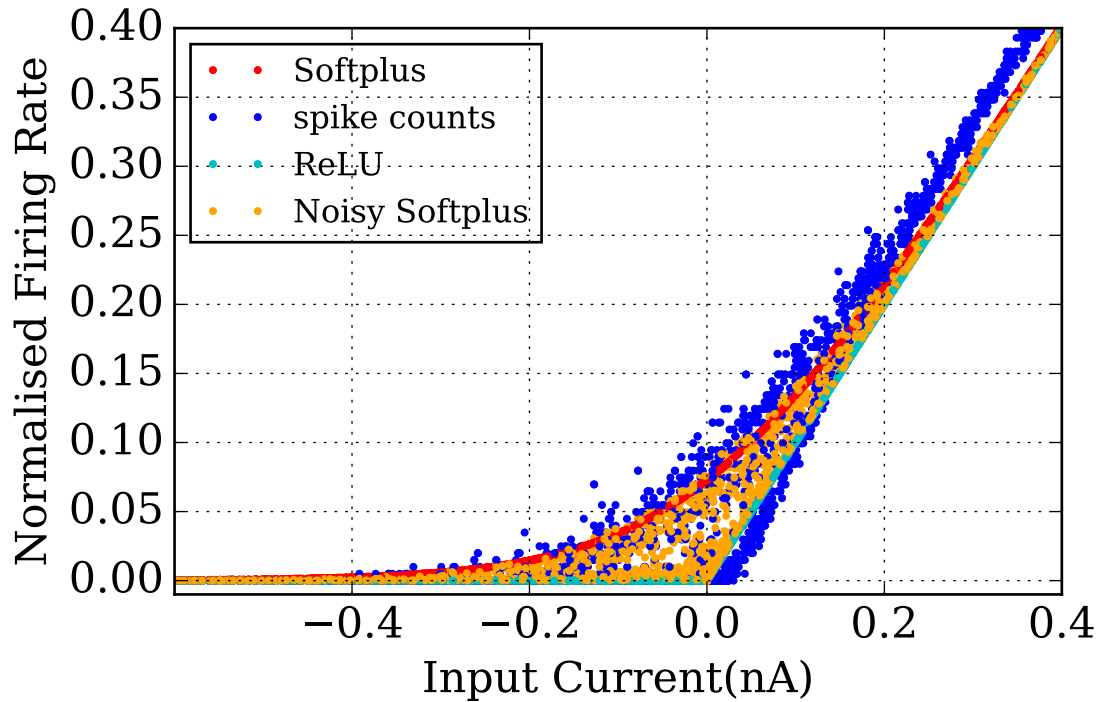 0.40
0.35
0.30
0.25
0.20
0.15
0.10
0.05
0.00
Normalised Firing Rate
Softplus
spike counts
ReLU
Noisy Softplus
−0.4 −0.2 0.0 0.2 0.4
Input Current(nA)